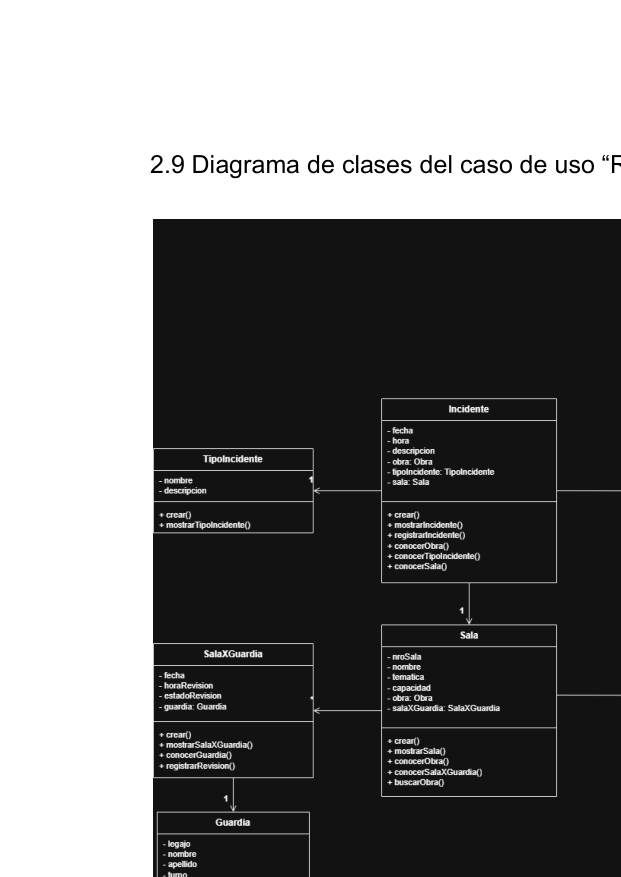 2.9 Diagrama de clases del caso de uso “R
Incidente
- fecha
- hora
- descripcion
- obra: Obra
- tipoIncidente: TipoIncidente
- sala: Sala
+ crear()
+ mostrarIncidente()
+ registrarIncidente()
+ conocerObra()
+ conocerTipoIncidente()
+ conocerSala()
TipoIncidente
- nombre
- descripcion
+ crear()
+ mostrarTipoIncidente()
1
1
Sala
- nroSala
- nombre
- tematica
- capacidad
- obra: Obra
- salaXGuardia: SalaXGuardia
+ crear()
+ mostrarSala()
+ conocerObra()
+ conocerSalaXGuardia()
+ buscarObra()
SalaXGuardia
- fecha
- horaRevision
- estadoRevision
- guardia: Guardia
*
+ crear()
+ mostrarSalaXGuardia()
+ conocerGuardia()
+ registrarRevision()
1
Guardia
- legajo
- nombre
- apellido
- turno